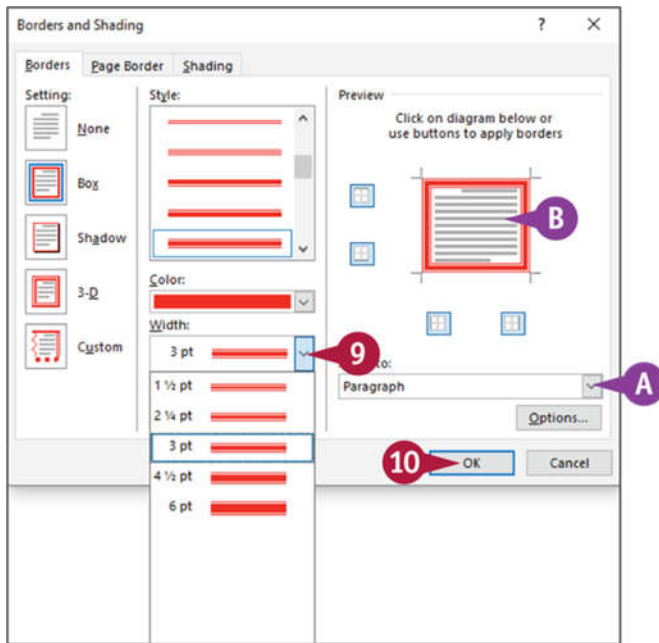 Borders and Shading
?
Borders
Page Border
Shading
Setting:
None
Box
Shadow
3-D
Custom
Style:
Color:
Width:
3 pt
9
1 ½ pt
2 ¼ pt
3 pt
4 ½ pt
6 pt
Preview
Click on diagram below or
use buttons to apply borders
B
to:
Paragraph
A
Options...
10
OK
Cancel